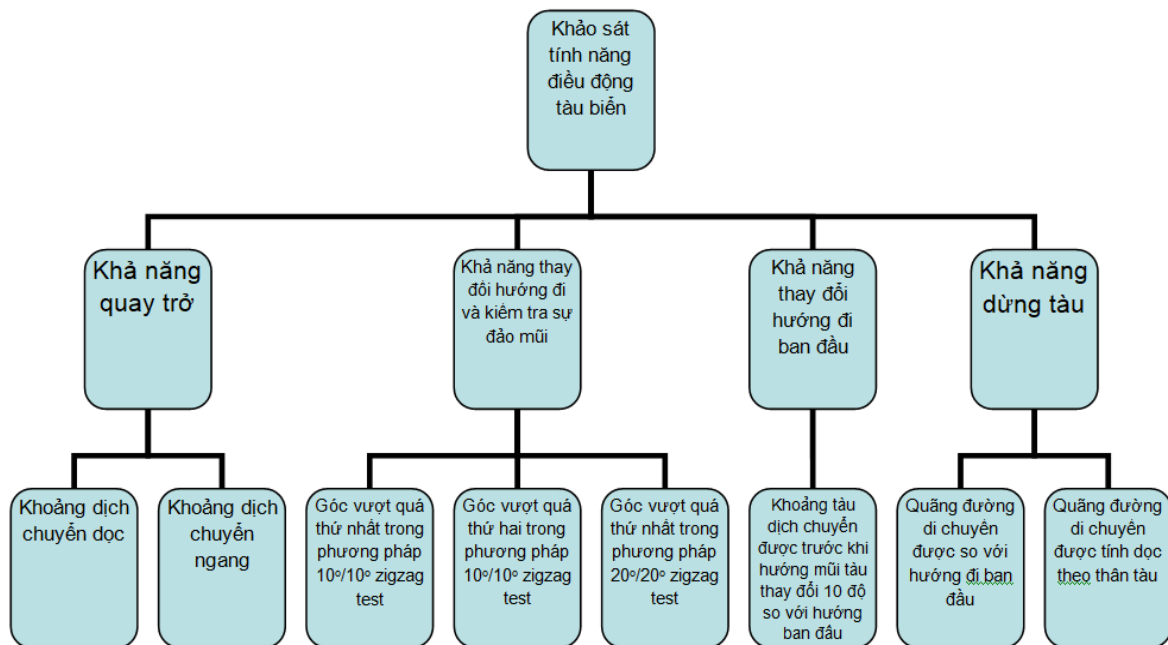 Khảo sát
tính năng
điều động
tàu biển
Khả năng
quay trở
Khả năng thay
đổi hướng đi
và kiểm tra sự
đảo mũi
Khả năng
thay đổi
hướng đi
ban đầu
Khả năng
dừng tàu
Khoảng dịch
chuyển dọc
Khoảng dịch
chuyển
ngang
Góc vượt quá
thứ nhất trong
phương pháp
10º/10º zigzag
test
Góc vượt quá
thứ hai trong
phương pháp
10º/10º zigzag
test
Góc vượt quá
thứ nhất trong
phương pháp
20º/20º zigzag
test
Khoảng tàu
dịch chuyển
được trước khi
hướng mũi tàu
thay đổi 10 độ
so với hướng
ban đầu
Quãng đường
di chuyển
được so với
hướng đi ban
đầu
Quãng đường
di chuyển
được tính dọc
theo thân tàu